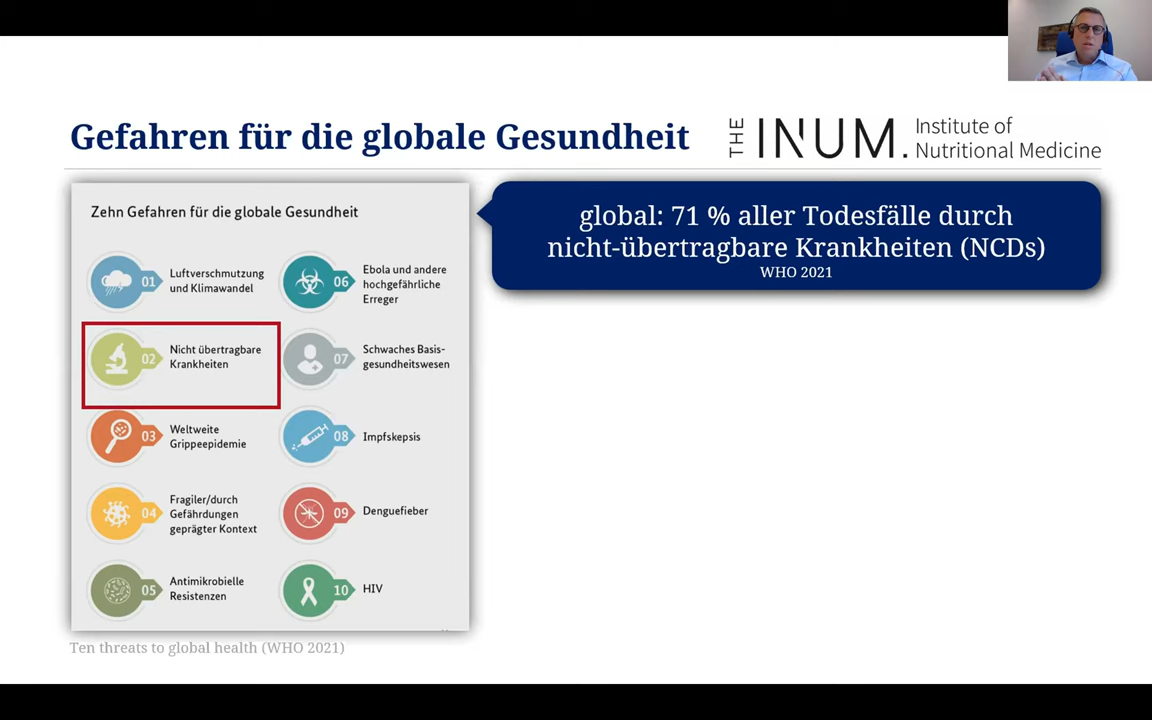 Gefahren für die globale Gesundheit
THE INUM. Institute of
Nutritional Medicine
Zehn Gefahren für die globale Gesundheit
01 Luftverschmutzung
und Klimawandel
02 Nicht übertragbare
Krankheiten
03 Weltweite
Grippeepidemie
04 Fragiler/durch
Gefährdungen
geprägter Kontext
05 Antimikrobielle
Resistenzen
06 Ebola und andere
hochgefährliche
Erreger
07 Schwaches Basis-
gesundheitswesen
08 Impfskepsis
09 Denguefieber
10 HIV
global: 71 % aller Todesfälle durch
nicht-übertragbare Krankheiten (NCDs)
WHO 2021
Ten threats to global health (WHO 2021)